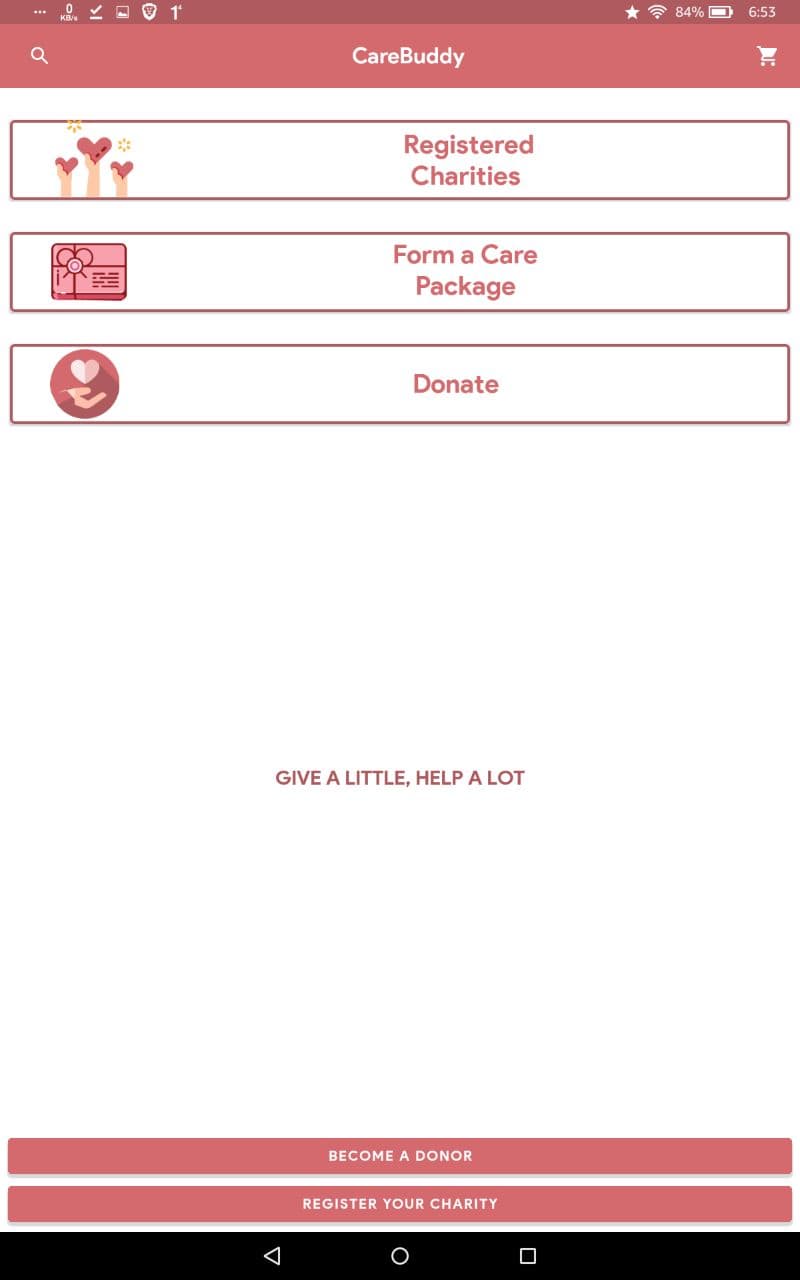 0
KB/s
1
84%
6:53
CareBuddy
Registered
Charities
Form a Care
Package
Donate
GIVE A LITTLE, HELP A LOT
BECOME A DONOR
REGISTER YOUR CHARITY